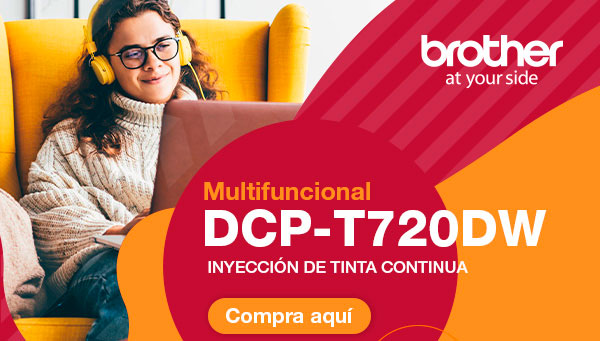 brother
at your side
Multifuncional
DCP-T720DW
INYECCIÓN DE TINTA CONTINUA
Compra aquí